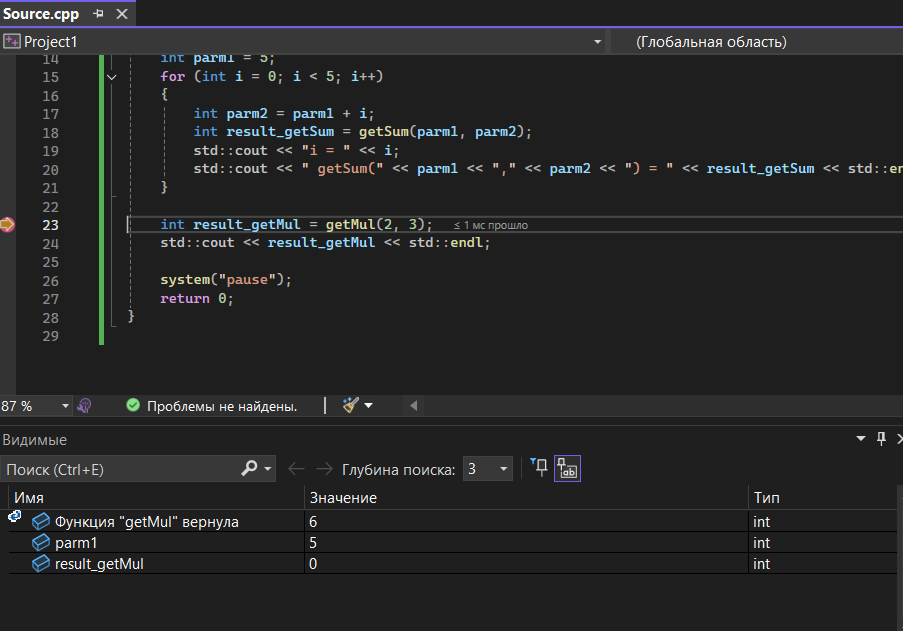 Source.cpp
Project1 (Глобальная область)
14 int parm1 = 5;
15 for (int i = 0; i < 5; i++)
16 {
17 int parm2 = parm1 + i;
18 int result_getSum = getSum(parm1, parm2);
19 std::cout << "i = " << i;
20 std::cout << " getSum(" << parm1 << "," << parm2 << ") = " << result_getSum << std::en
21 }
22
23 int result_getMul = getMul(2, 3); ≤ 1 мс прошло
24 std::cout << result_getMul << std::endl;
25
26 system("pause");
27 return 0;
28 }
29
87 % Проблемы не найдены.
Видимые
Поиск (Ctrl+E) Глубина поиска: 3
Имя Значение Тип
Функция "getMul" вернула 6 int
parm1 5 int
result_getMul 0 int